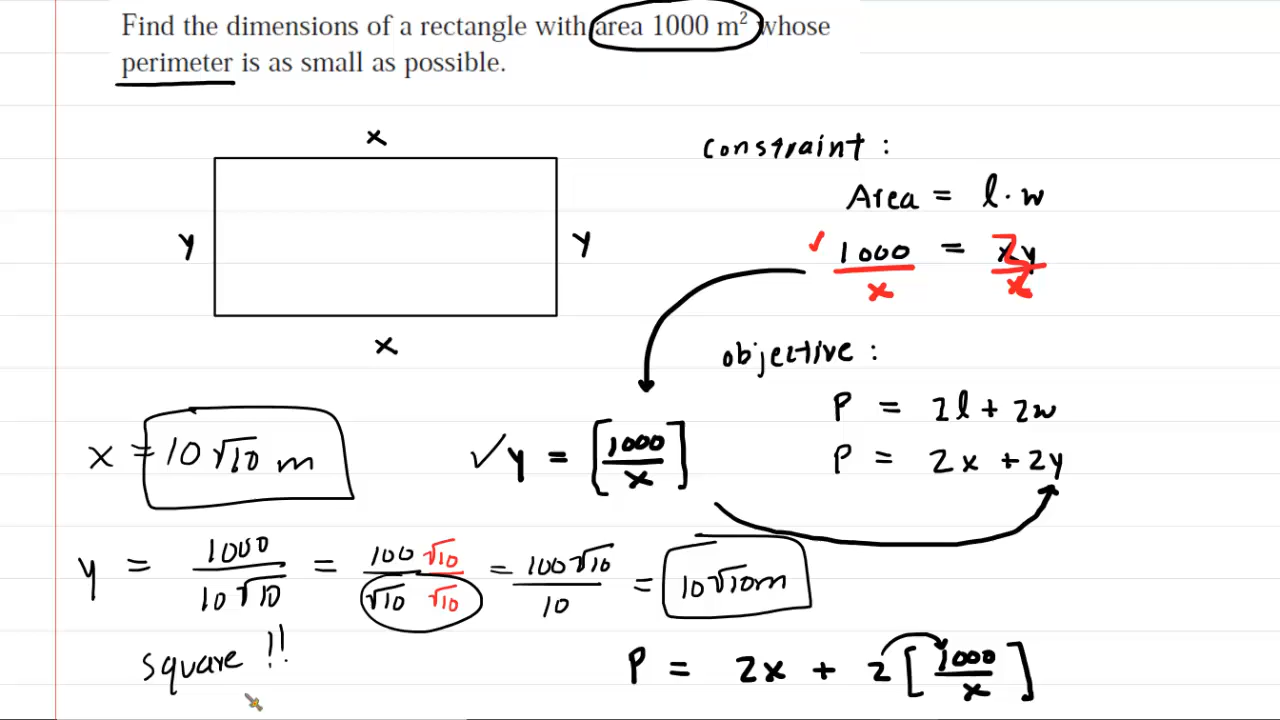 Find the dimensions of a rectangle with area 1000 m² whose
perimeter is as small as possible.
x
y
y
x
constraint :
Area = l · w
✓ 1000/x = xy/x
objective :
P = 2l + 2w
P = 2x + 2y
x = 10√10 m
✓ y = [1000/x]
y = 1000/10√10 = 100√10/√10√10 = 100√10/10 = 10√10 m
square !!
P = 2x + 2[1000/x]